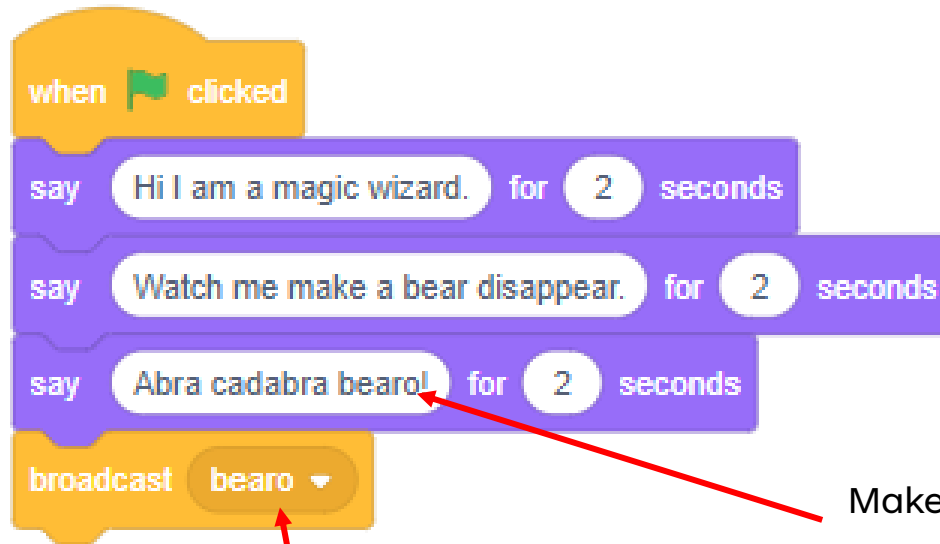 when clicked
say Hi I am a magic wizard. for 2 seconds
say Watch me make a bear disappear. for 2 seconds
say Abra cadabra bearo! for 2 seconds
broadcast bearo
Make